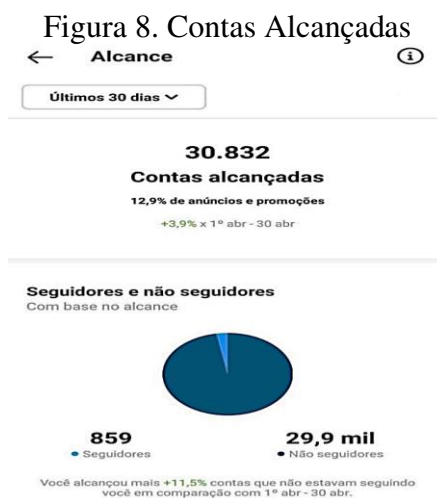 Figura 8. Contas Alcançadas
Alcance
Últimos 30 dias
30.832
Contas alcançadas
12,9% de anúncios e promoções
+3,9% x 1º abr - 30 abr
Seguidores e não seguidores
Com base no alcance
859
29,9 mil
Seguidores
Não seguidores
Você alcançou mais +11,5% contas que não estavam seguindo
você em comparação com 1º abr - 30 abr.